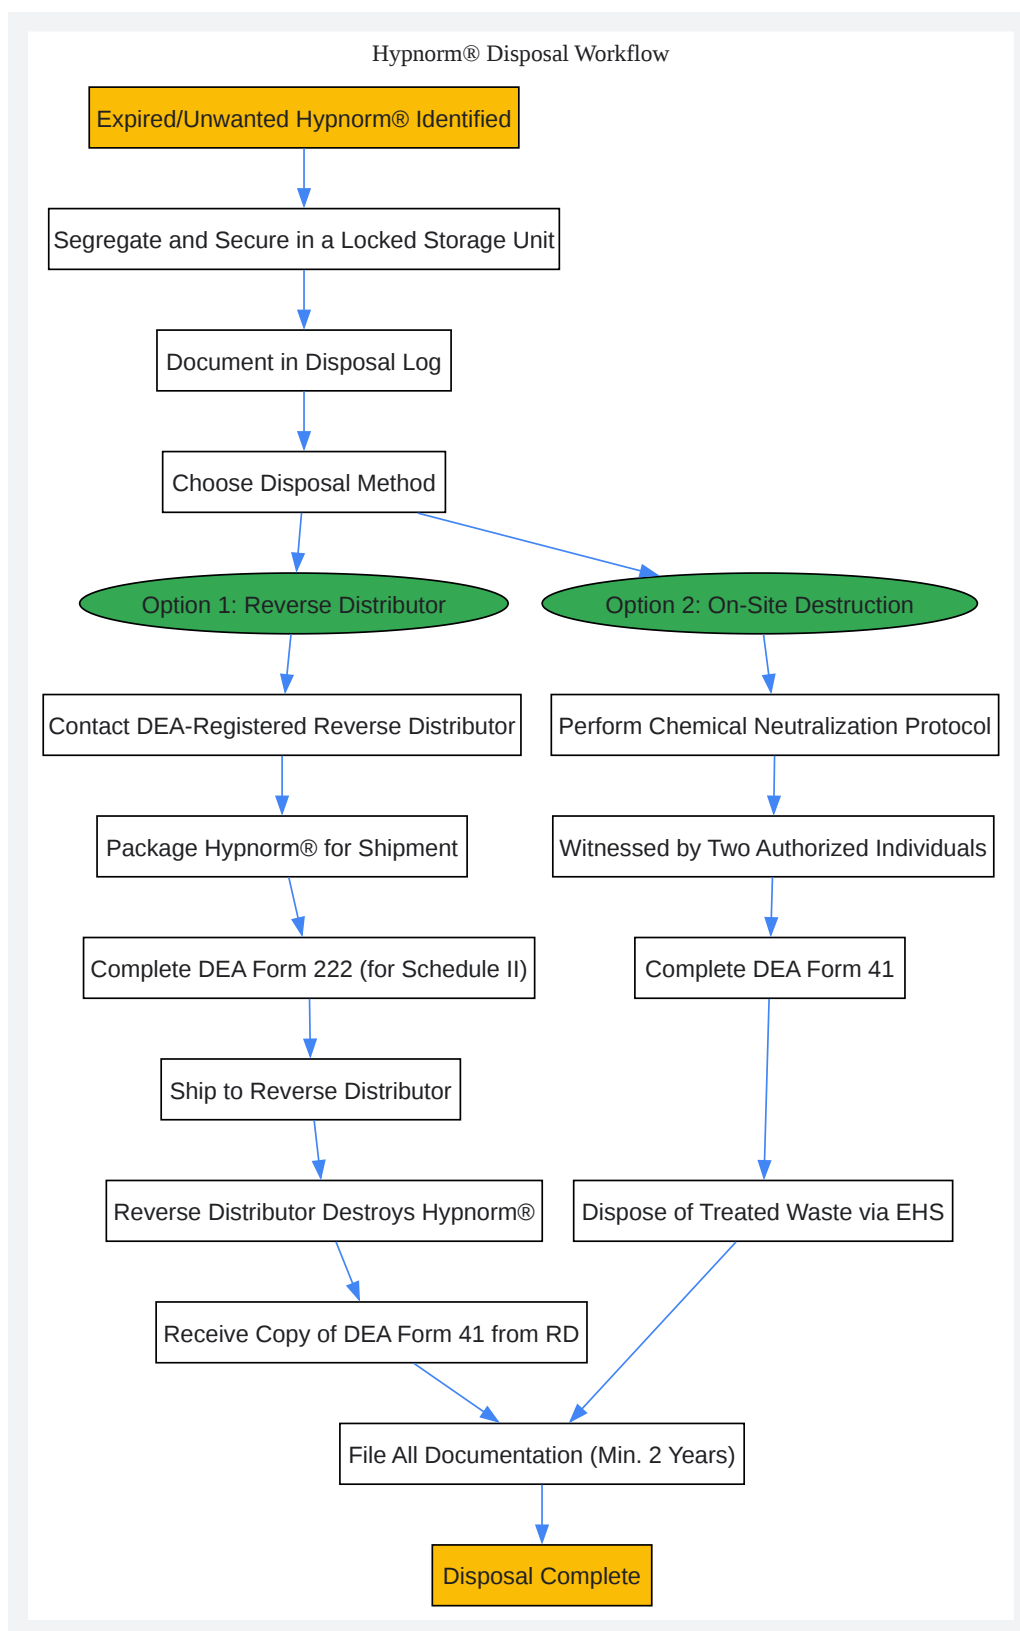 Hypnorm® Disposal Workflow
Expired/Unwanted Hypnorm® Identified
Segregate and Secure in a Locked Storage Unit
Document in Disposal Log
Choose Disposal Method
Option 1: Reverse Distributor
Option 2: On-Site Destruction
Contact DEA-Registered Reverse Distributor
Perform Chemical Neutralization Protocol
Package Hypnorm® for Shipment
Witnessed by Two Authorized Individuals
Complete DEA Form 222 (for Schedule II)
Complete DEA Form 41
Ship to Reverse Distributor
Reverse Distributor Destroys Hypnorm®
Dispose of Treated Waste via EHS
Receive Copy of DEA Form 41 from RD
File All Documentation (Min. 2 Years)
Disposal Complete